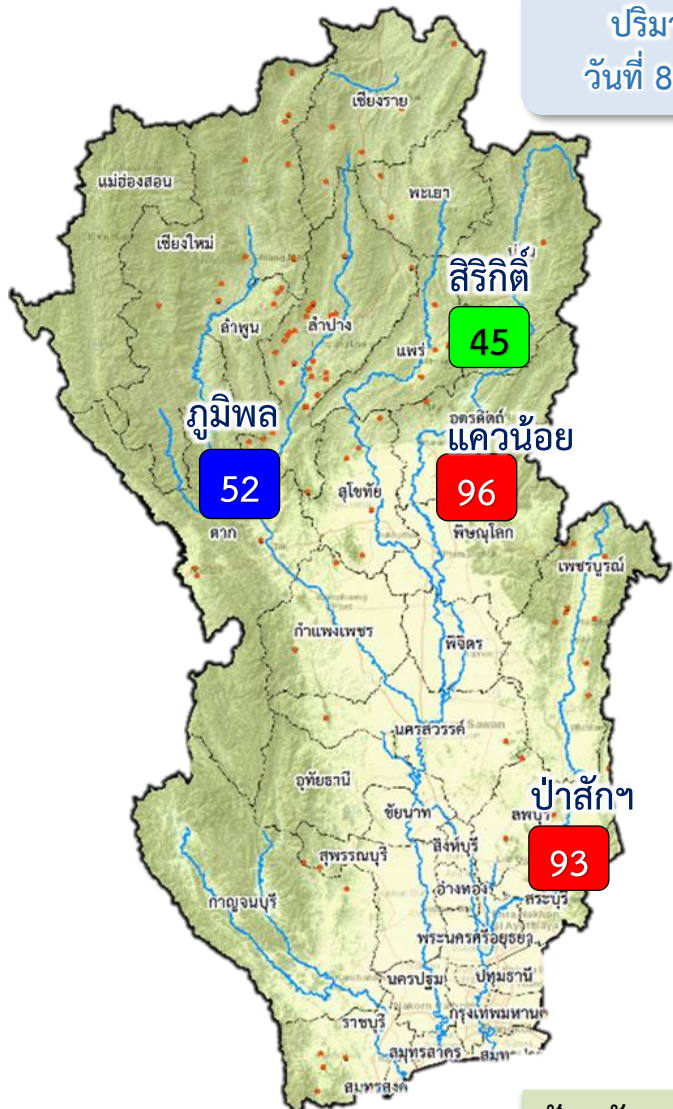 ปริมา
วันที่ 8
เชียงราย
แม่ฮ่องสอน
พะเยา
เชียงใหม่
น่าน
สิริกิติ์
45
ลำพูน
ลำปาง
แพร่
ภูมิพล
52
อุตรดิตถ์
แควน้อย
96
สุโขทัย
ตาก
พิษณุโลก
เพชรบูรณ์
กำแพงเพชร
พิจิตร
นครสวรรค์
Sawan
อุทัยธานี
ป่าสักฯ
93
ชัยนาท
ลพบุรี
สิงห์บุรี
สุพรรณบุรี
อ่างทอง
สระบุรี
กาญจนบุรี
พระนครศรีอยุธยา
นครปฐม
ปทุมธานี
ราชบุรี
กรุงเทพมหานค
สมุทรสาคร
สมุทรปรา
สมุทรสงค